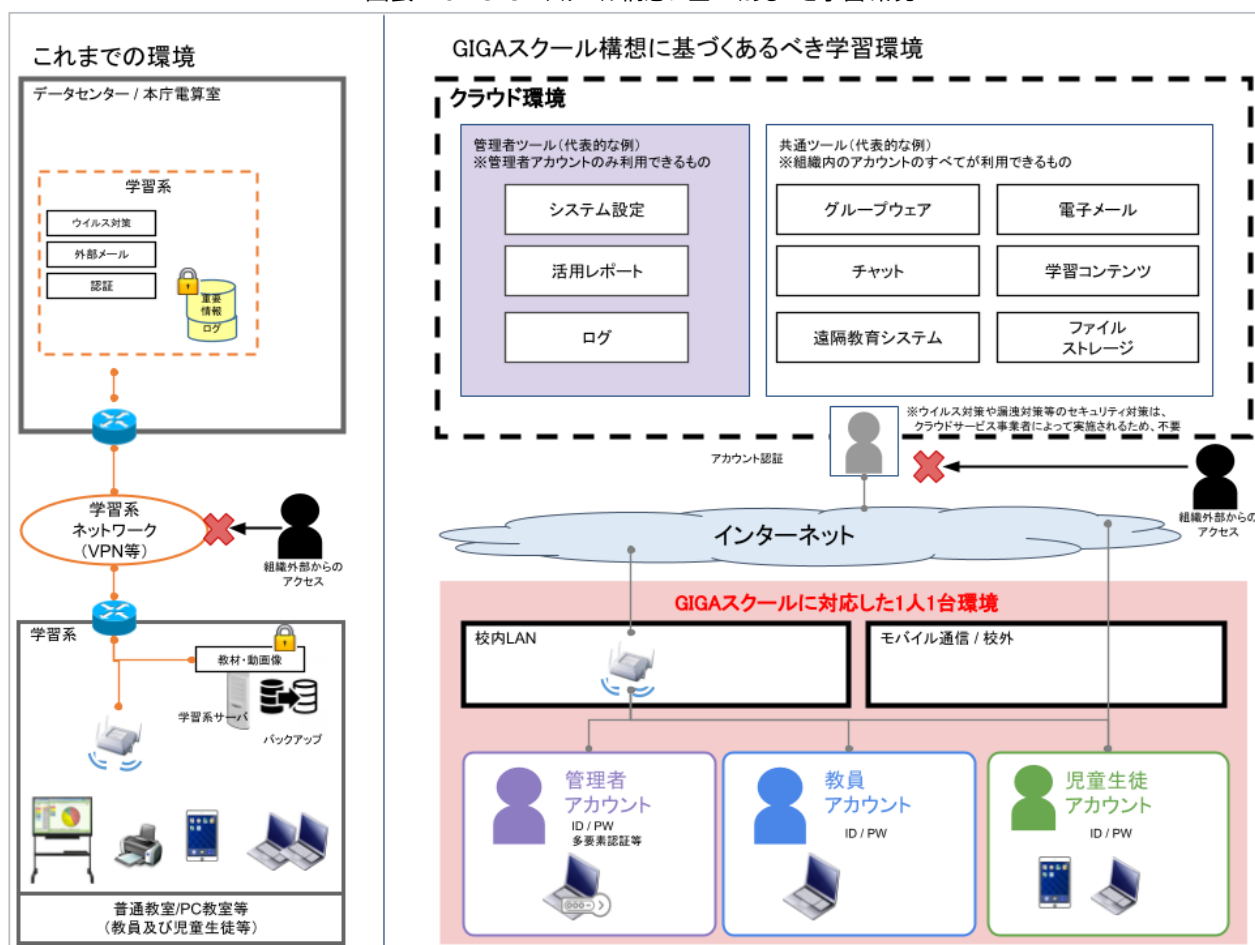 これまでの環境
データセンター / 本庁電算室
学習系
ウイルス対策
外部メール
認証
重要
情報
ログ
学習系
ネットワーク
(VPN等)
組織外部からの
アクセス
学習系
教材・動画像
学習系サーバ
バックアップ
普通教室/PC教室等
(教員及び児童生徒等)
GIGAスクール構想に基づくあるべき学習環境
クラウド環境
管理者ツール(代表的な例)
※管理者アカウントのみ利用できるもの
システム設定
活用レポート
ログ
共通ツール(代表的な例)
※組織内のアカウントのすべてが利用できるもの
グループウェア
電子メール
チャット
学習コンテンツ
遠隔教育システム
ファイル
ストレージ
※ウイルス対策や漏洩対策等のセキュリティ対策は、
クラウドサービス事業者によって実施されるため、不要
アカウント認証
組織外部からの
アクセス
インターネット
GIGAスクールに対応した1人1台環境
校内LAN
モバイル通信 / 校外
管理者
アカウント
ID / PW
多要素認証等
教員
アカウント
ID / PW
児童生徒
アカウント
ID / PW